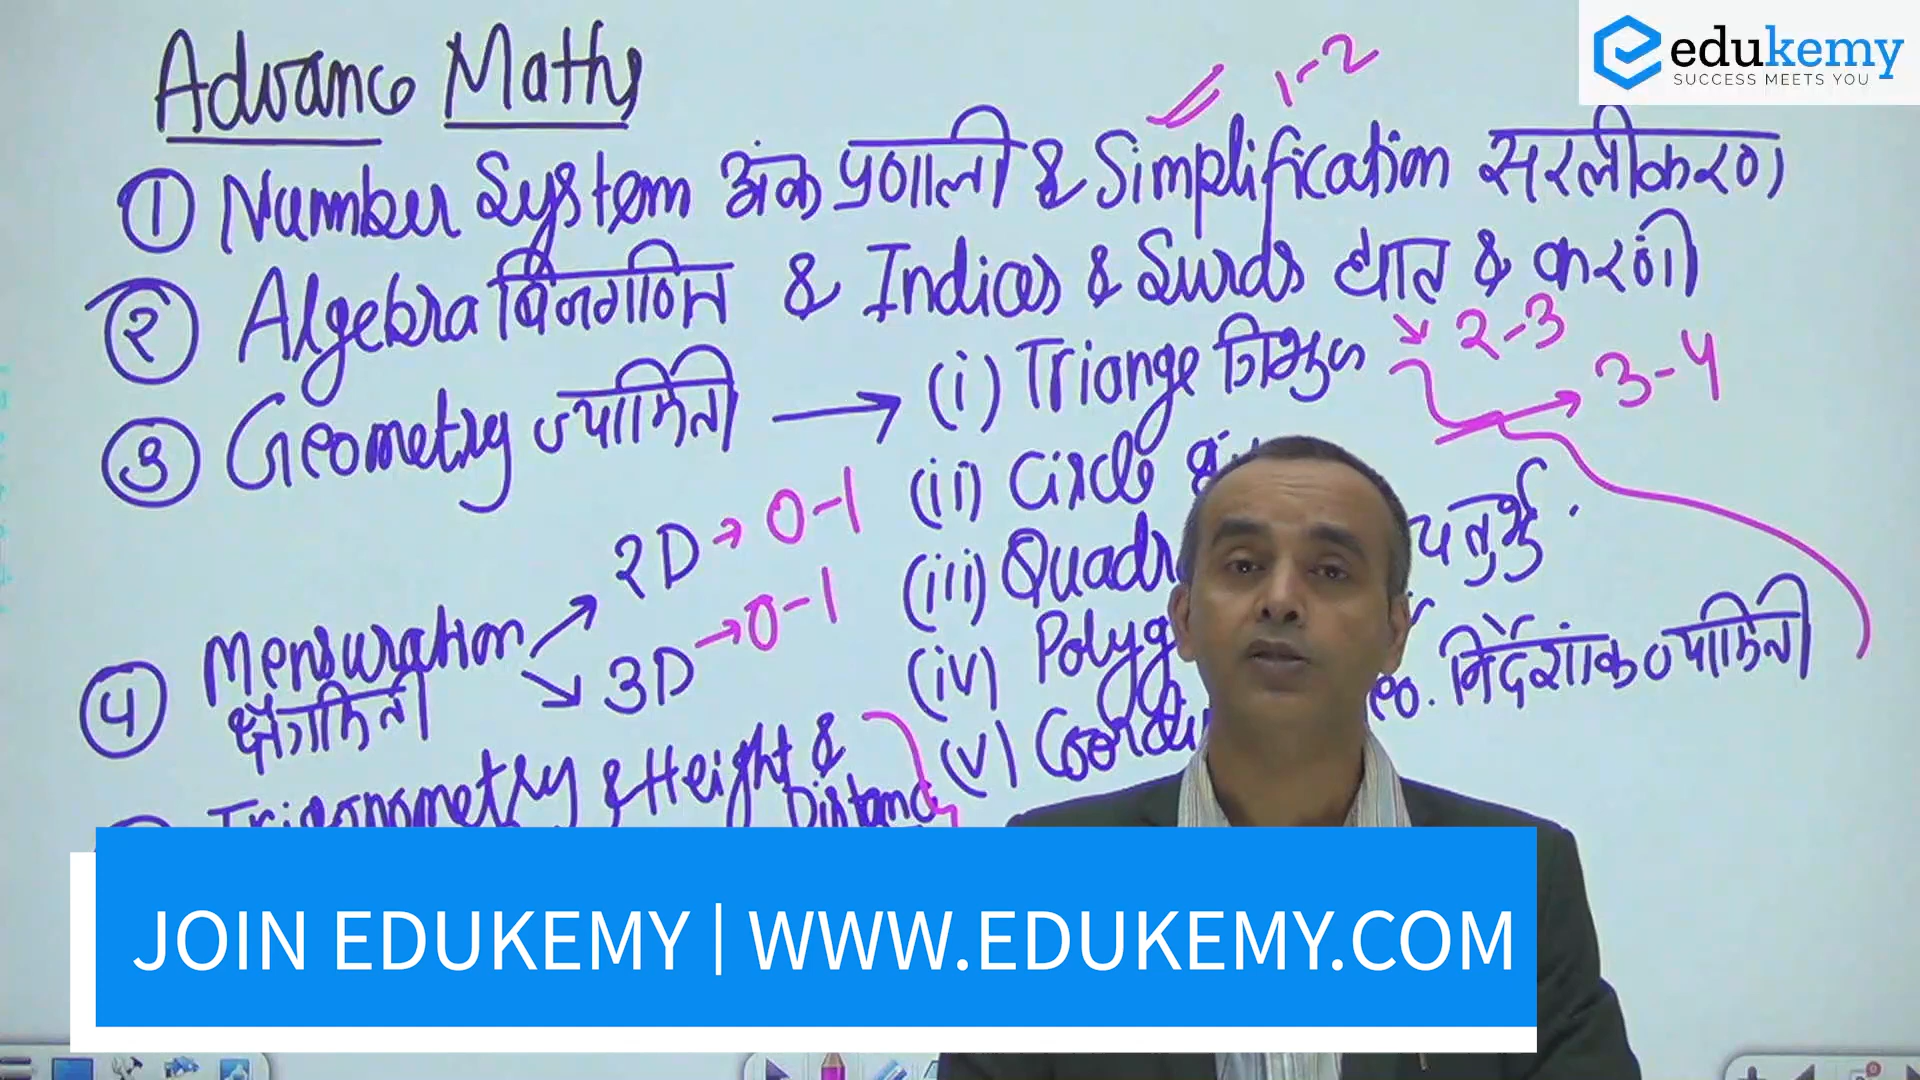 edukemy
SUCCESS MEETS YOU
Advance Maths
1-2
① Number System अंक प्रणाली & Simplification सरलीकरण
② Algebra बिजगणित & Indices & Surds घात & करणी
2-3
③ Geometry ज्यामिती → (i) Triange त्रिभुज
3-4
(ii) Circle
(iii) Quadr
(iv) Polyg
(v) Coordi
निर्देशांक ज्यामिती
④ Mensuration
क्षेत्रमिती
2D → 0-1
3D → 0-1
Trigonometry & Height &
Distance
JOIN EDUKEMY | WWW.EDUKEMY.COM